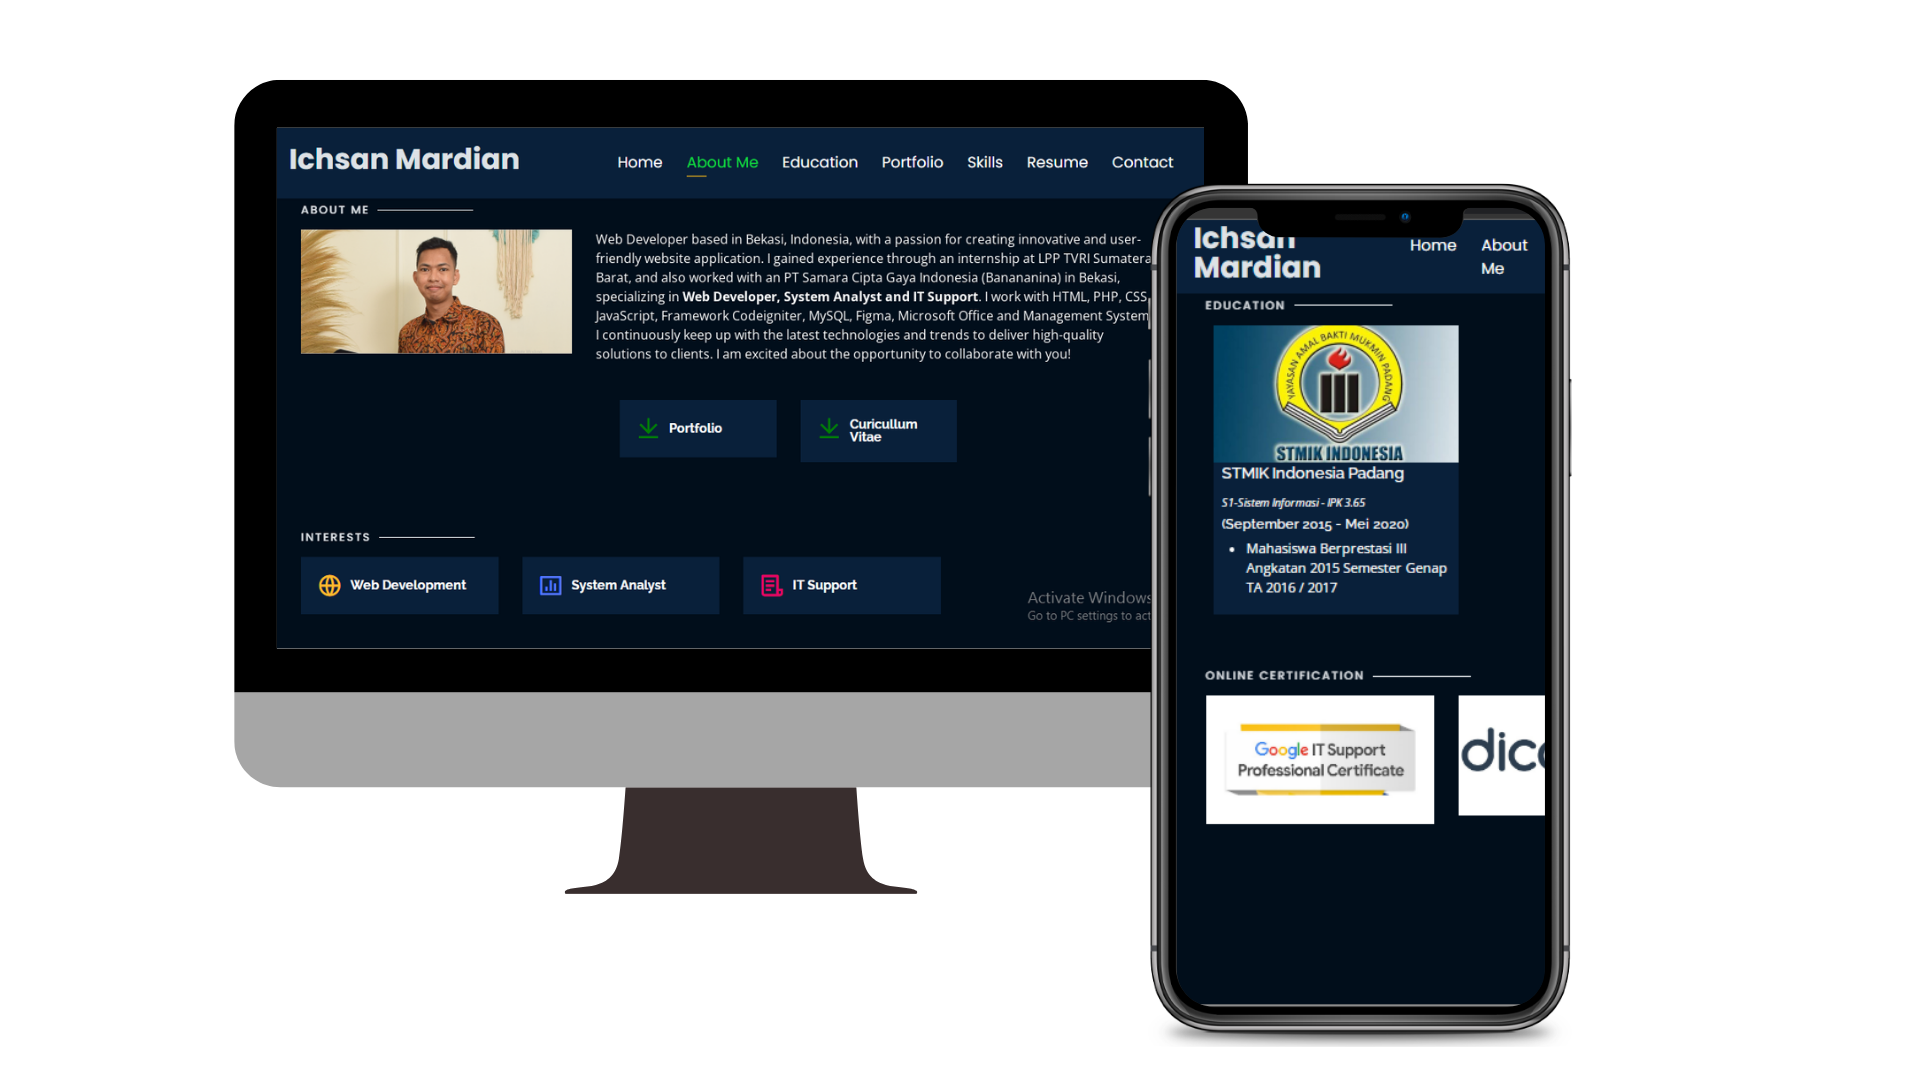 Ichsan Mardian
Home About Me Education Portfolio Skills Resume Contact
ABOUT ME
Web Developer based in Bekasi, Indonesia, with a passion for creating innovative and user-
friendly website application. I gained experience through an internship at LPP TVRI Sumatera
Barat, and also worked with an PT Samara Cipta Gaya Indonesia (Banananina) in Bekasi,
specializing in Web Developer, System Analyst and IT Support. I work with HTML, PHP, CSS,
JavaScript, Framework Codeigniter, MySQL, Figma, Microsoft Office and Management System
I continuously keep up with the latest technologies and trends to deliver high-quality
solutions to clients. I am excited about the opportunity to collaborate with you!
Portfolio
Curicullum
Vitae
INTERESTS
Web Development
System Analyst
IT Support
Activate Windows
Go to PC settings to act
Ichsan
Mardian
Home
About
Me
EDUCATION
YAYASAN AMAL BAKTI MUKMIN PADANG
STMIK INDONESIA
STMIK Indonesia Padang
S1-Sistem Informasi - IPK 3.65
(September 2015 - Mei 2020)
Mahasiswa Berprestasi III
Angkatan 2015 Semester Genap
TA 2016 / 2017
ONLINE CERTIFICATION
Google IT Support
Professional Certificate
dic